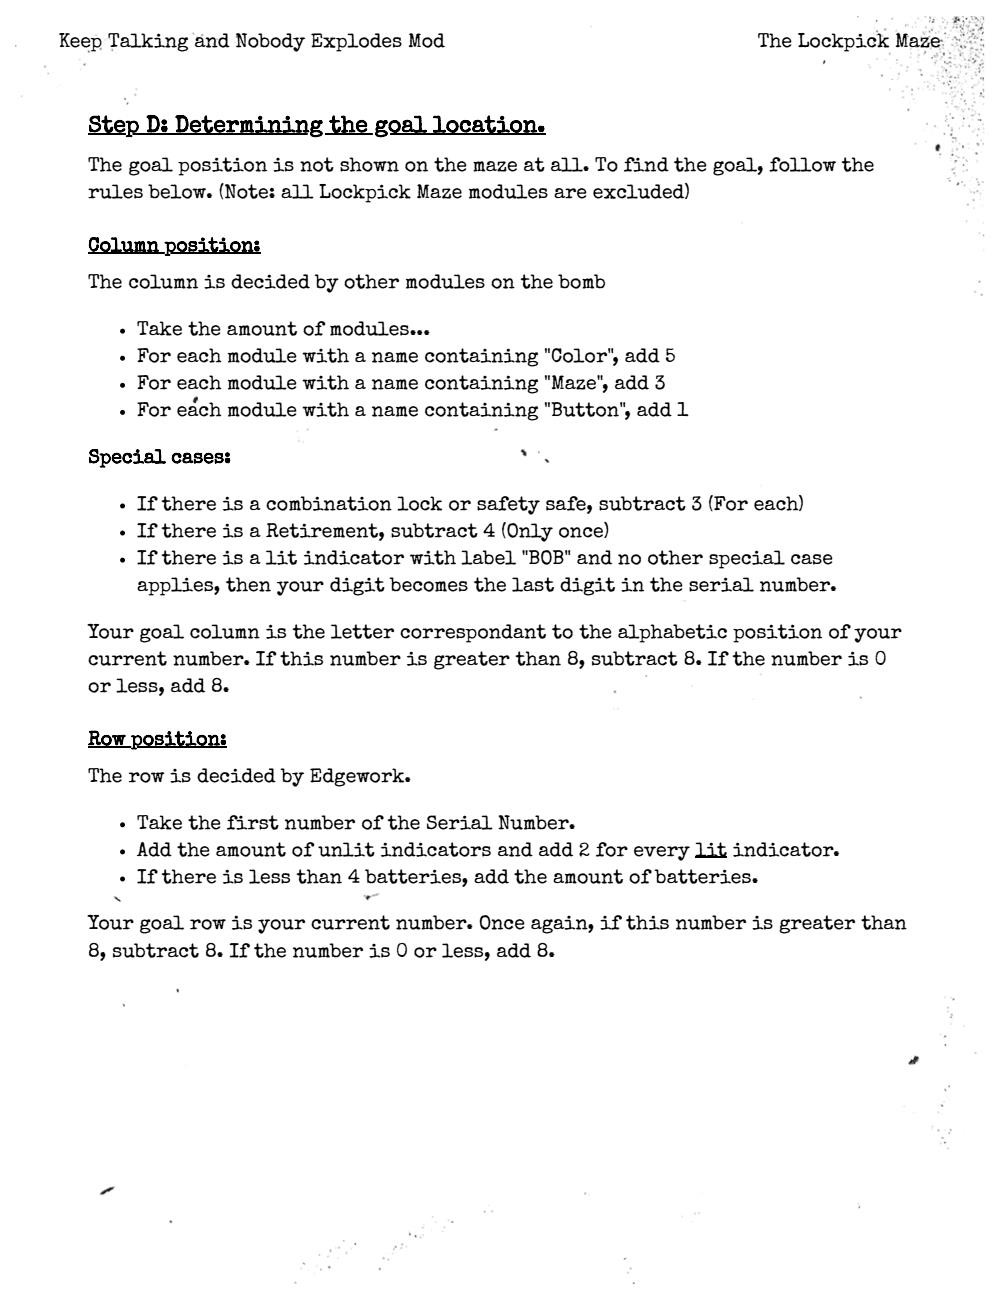 Keep Talking and Nobody Explodes Mod
The Lockpick Maze
Step D: Determining the goal location.
The goal position is not shown on the maze at all. To find the goal, follow the
rules below. (Note: all Lockpick Maze modules are excluded)
Column position:
The column is decided by other modules on the bomb
• Take the amount of modules...
• For each module with a name containing "Color", add 5
• For each module with a name containing "Maze", add 3
• For each module with a name containing "Button", add 1
Special cases:
• If there is a combination lock or safety safe, subtract 3 (For each)
• If there is a Retirement, subtract 4 (Only once)
• If there is a lit indicator with label "BOB" and no other special case
applies, then your digit becomes the last digit in the serial number.
Your goal column is the letter correspondant to the alphabetic position of your
current number. If this number is greater than 8, subtract 8. If the number is 0
or less, add 8.
Row position:
The row is decided by Edgework.
• Take the first number of the Serial Number.
• Add the amount of unlit indicators and add 2 for every lit indicator.
• If there is less than 4 batteries, add the amount of batteries.
Your goal row is your current number. Once again, if this number is greater than
8, subtract 8. If the number is 0 or less, add 8.